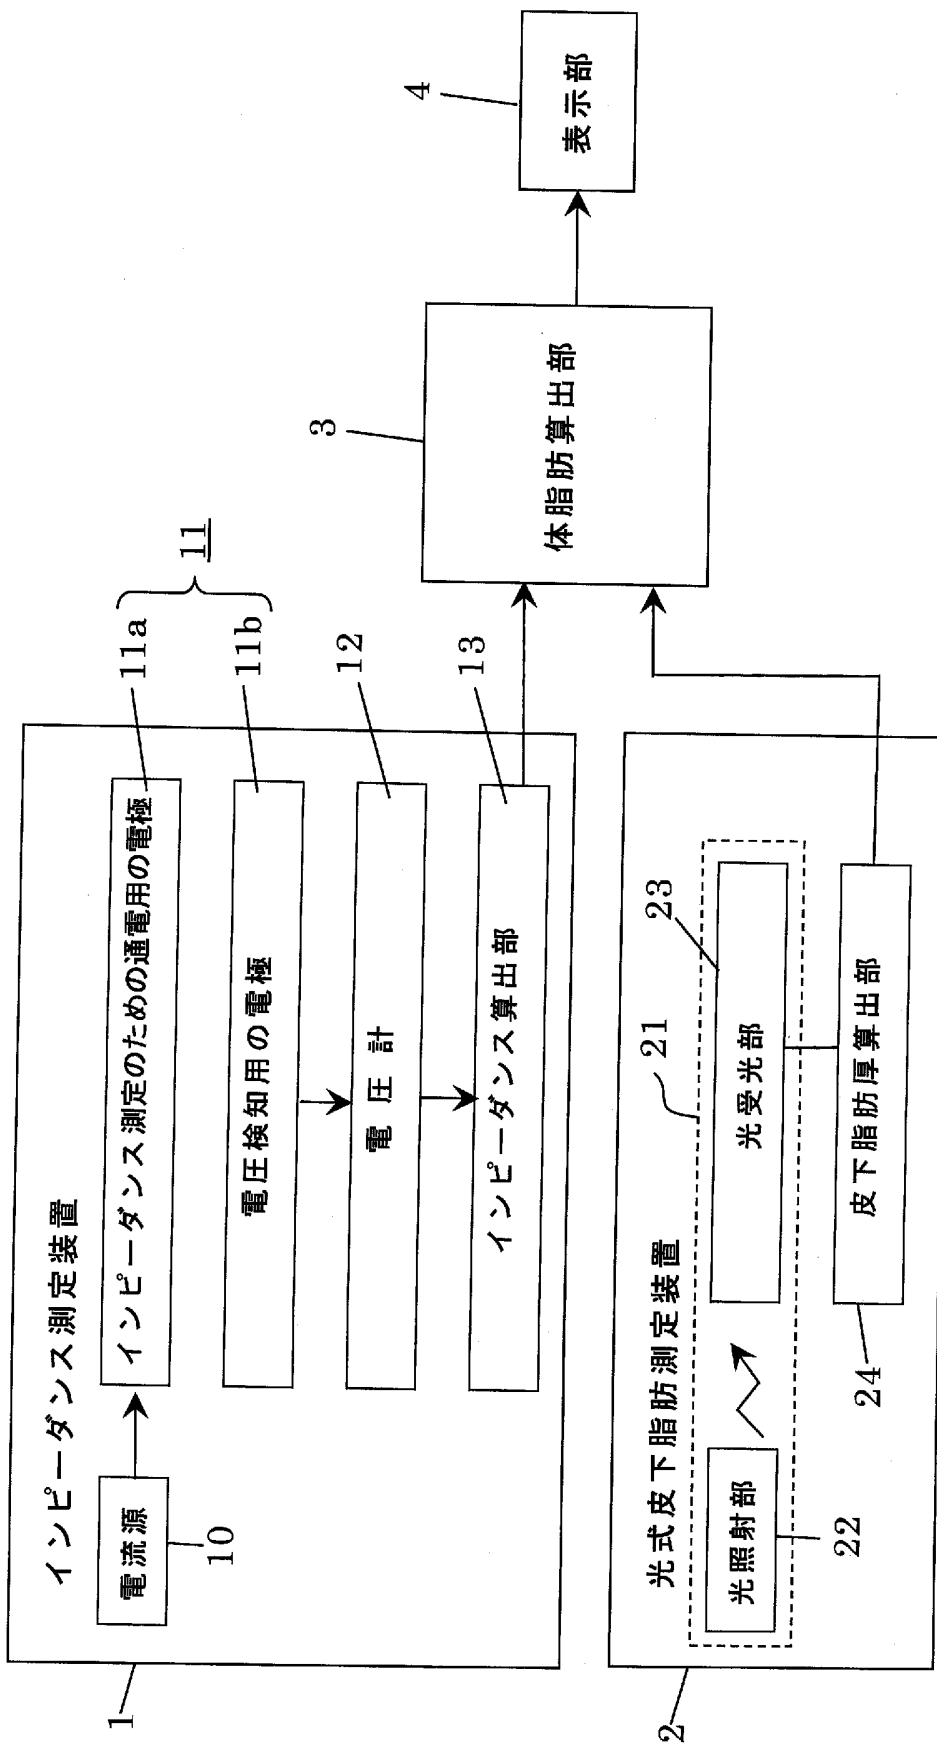 インピーダンス測定装置
電流源
10
インピーダンス測定のための通電用の電極
11a
11
電圧検知用の電極
11b
電圧計
12
インピーダンス算出部
13
1
体脂肪算出部
3
表示部
4
光式皮下脂肪測定装置
光照射部
22
光受光部
23
21
皮下脂肪厚算出部
24
2